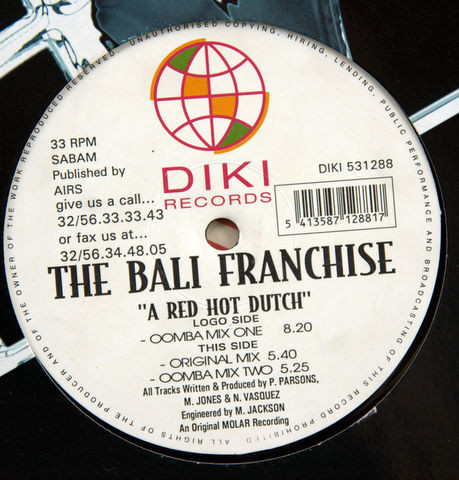 DIKI
RECORDS
33 RPM
SABAM
Published by
AIRS
give us a call...
32/56.33.33.43
or fax us at...
32/56.34.48.05
DIKI 531288
5 413587 128817
THE BALI FRANCHISE
"A RED HOT DUTCH"
LOGO SIDE
- OOMBA MIX ONE 8.20
THIS SIDE
- ORIGINAL MIX 5.40
- OOMBA MIX TWO 5.25
All Tracks Written & Produced by P. PARSONS,
M. JONES & N. VASQUEZ
Engineered by M. JACKSON
An Original MOLAR Recording
ALL RIGHTS OF THE PRODUCER AND OF THE OWNER OF THE WORK REPRODUCED RESERVED. UNAUTHORISED COPYING, HIRING, LENDING, PUBLIC PERFORMANCE AND BROADCASTING OF THIS RECORD PROHIBITED.